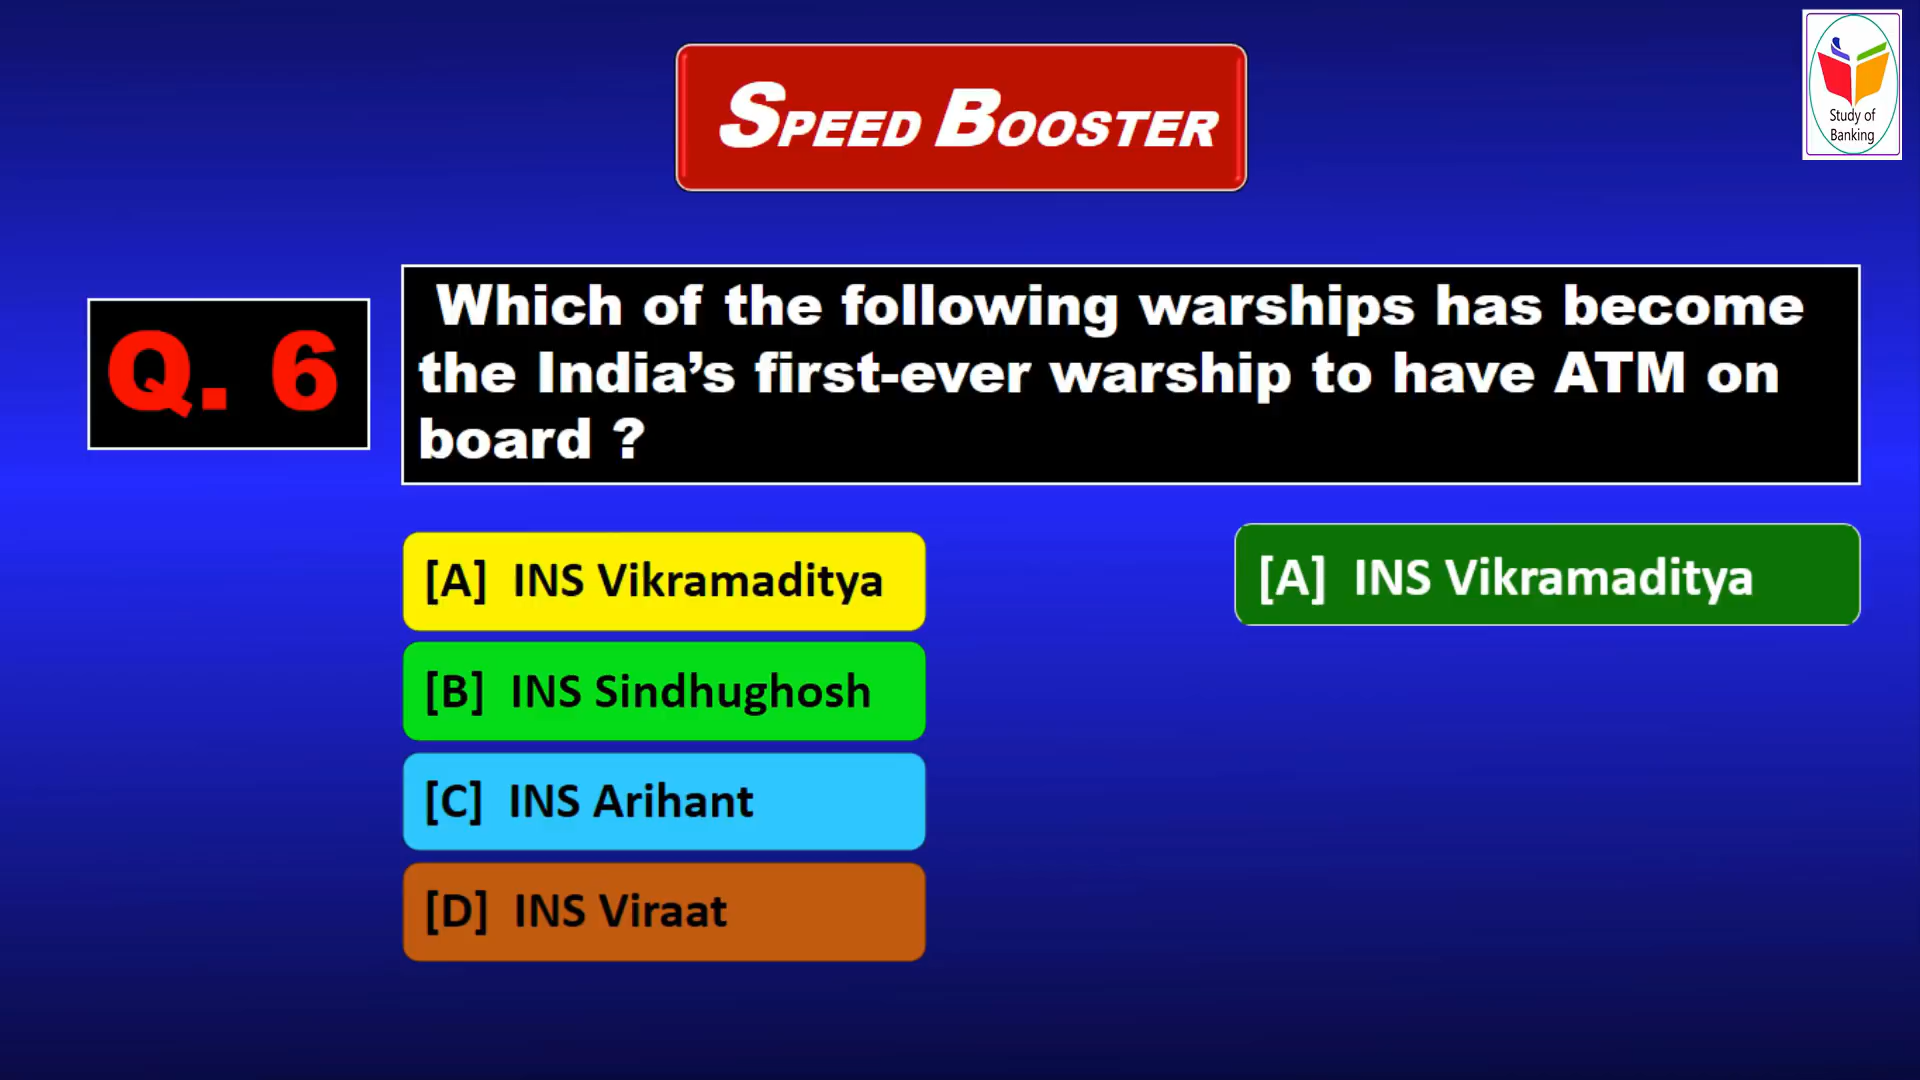 SPEED BOOSTER
Study of
Banking
Q. 6
Which of the following warships has become
the India’s first-ever warship to have ATM on
board ?
[A] INS Vikramaditya
[A] INS Vikramaditya
[B] INS Sindhughosh
[C] INS Arihant
[D] INS Viraat